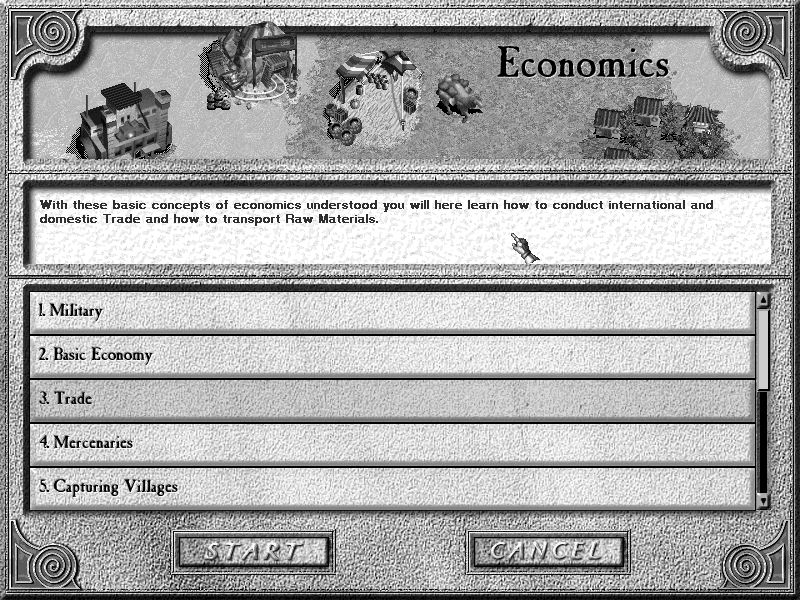 Economics
With these basic concepts of economics understood you will here learn how to conduct international and
domestic Trade and how to transport Raw Materials.
1. Military
2. Basic Economy
3. Trade
4. Mercenaries
5. Capturing Villages
START
CANCEL